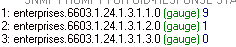 1: enterprises.6603.1.24.1.3.1.1.0 (gauge) 9
2: enterprises.6603.1.24.1.3.1.2.0 (gauge) 1
3: enterprises.6603.1.24.1.3.1.3.0 (gauge) 0